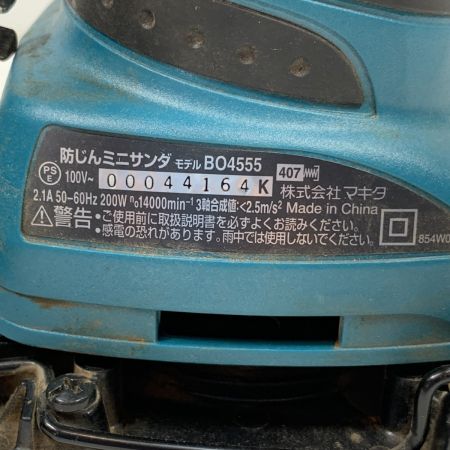 防じんミニサンダ モデル BO4555
PS E 100V~ 00044164K 407
株式会社 マキタ
2.1A 50-60Hz 200W n₀14000min⁻¹ 3軸合成値:<2.5m/s² Made in China
⚠警告・ご使用前に取扱説明書を必ずよくお読みください。
・感電の恐れがあります。雨中では使用しないでください。
854W0